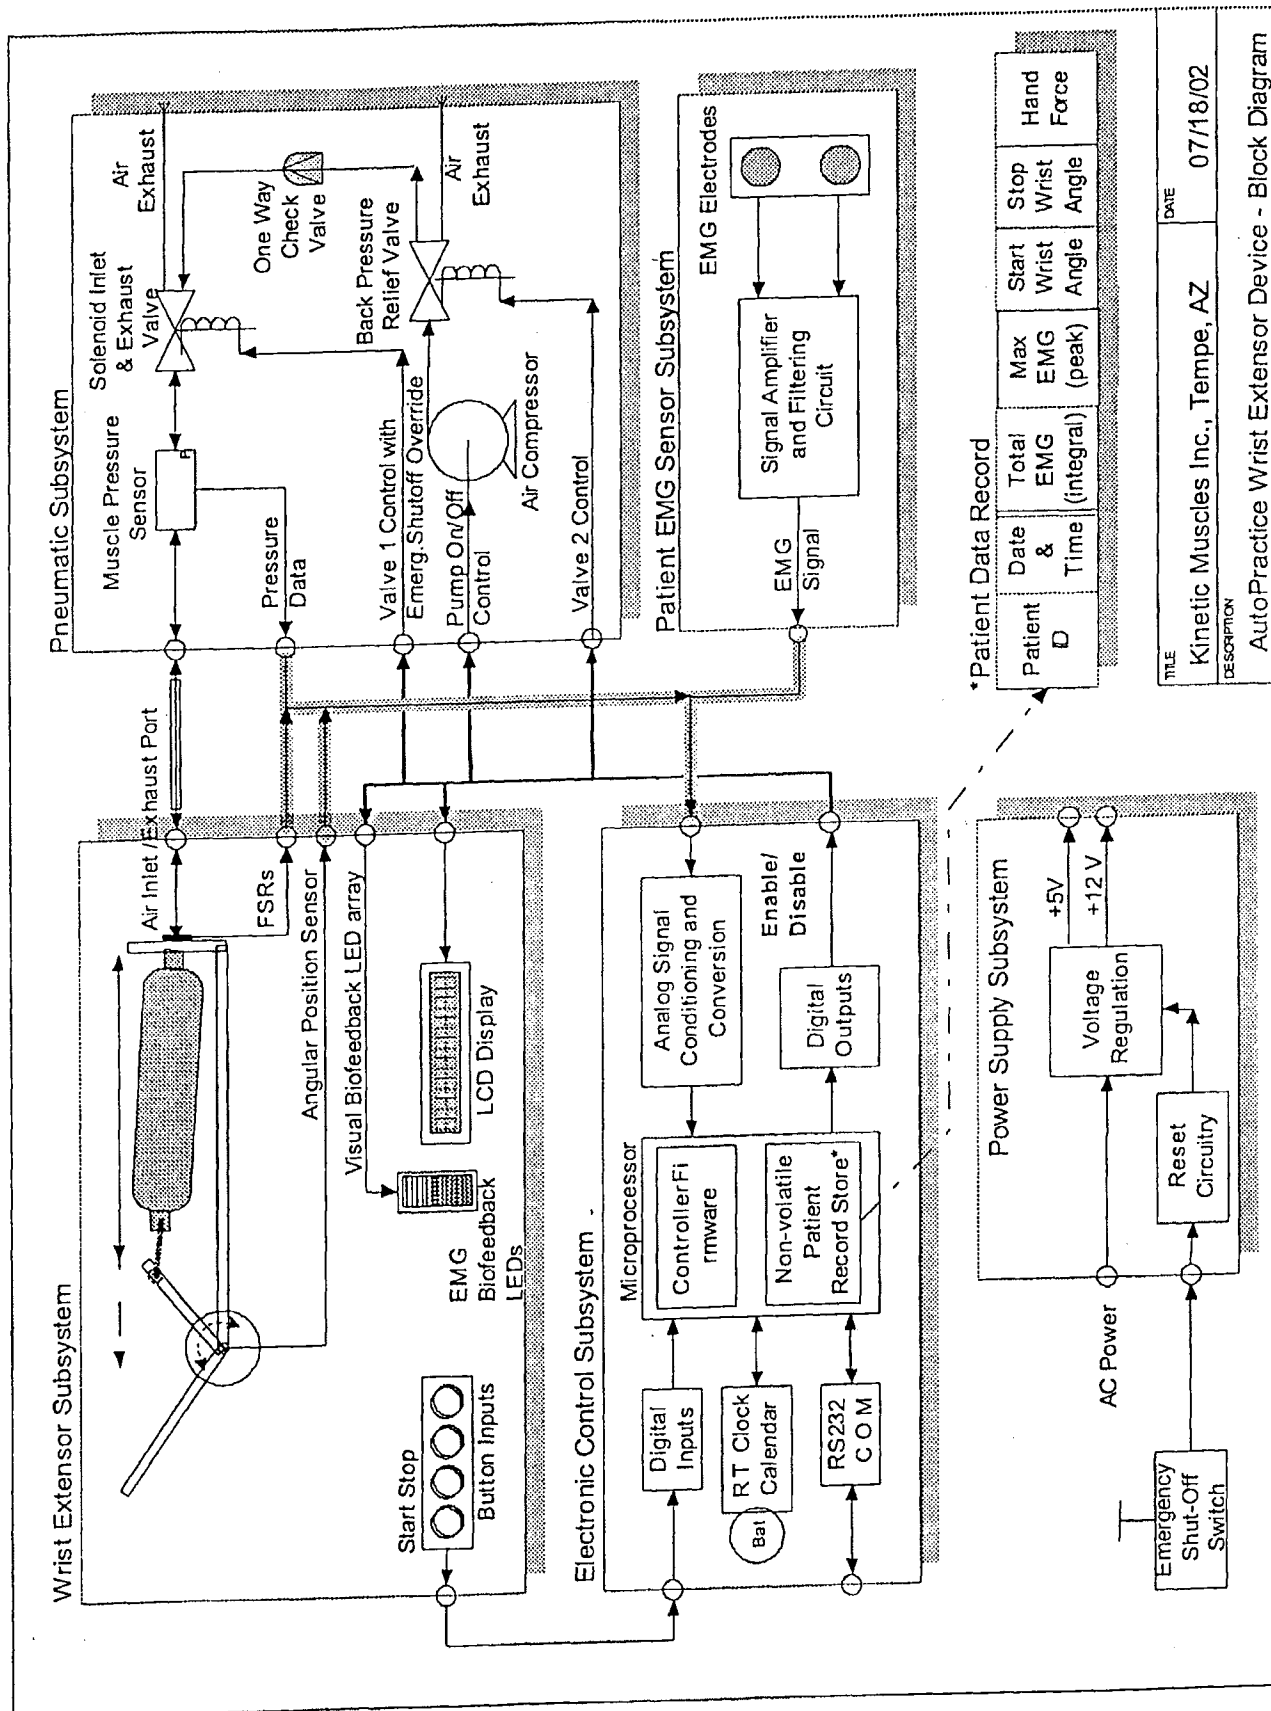 Wrist Extensor Subsystem
Air Inlet /Exhaust Port
FSRs
Angular Position Sensor
Visual Biofeedback LED array
LCD Display
EMG
Biofeedback
LEDs
Start Stop
Button Inputs
Pneumatic Subsystem
Muscle Pressure
Sensor
P
Solenoid Inlet
& Exhaust
Valve
Air
Exhaust
One Way
Check
Valve
Back Pressure
Relief Valve
Air
Exhaust
Pressure
Data
Valve 1 Control with
Emerg.Shutoff Override
Pump On/Off
Control
Air Compressor
Valve 2 Control
Electronic Control Subsystem
Microprocessor
Controller Fi
rmware
Non-volatile
Patient
Record Store*
Analog Signal
Conditioning and
Conversion
Digital
Outputs
Enable/
Disable
Digital
Inputs
R T Clock
Calendar
Bat
RS232
C O M
Patient EMG Sensor Subsystem
EMG Electrodes
Signal Amplifier
and Filtering
Circuit
EMG
Signal
*Patient Data Record
Patient
ID
Date
&
Time
Total
EMG
(integral)
Max
EMG
(peak)
Start
Wrist
Angle
Stop
Wrist
Angle
Hand
Force
Power Supply Subsystem
Voltage
Regulation
+5V
+12 V
Reset
Circuitry
AC Power
Emergency
Shut-Off
Switch
TITLE
Kinetic Muscles Inc., Tempe, AZ
DATE
07/18/02
DESCRIPTION
AutoPractice Wrist Extensor Device - Block Diagram